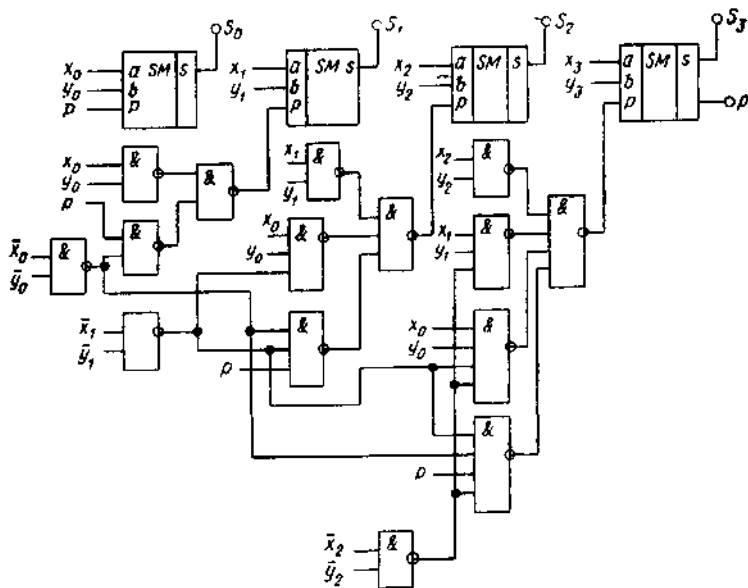 S₀ S₁ S₂ S₃
x₀ a SM s
y₀ b
p p
x₁ a SM s
y₁ b
p
x₂ a SM s
y₂ b
p
x₃ a SM s
y₃ b
p p
x₀ &
y₀
&
p &
x̄₀ &
ȳ₀
x̄₁
ȳ₁
x₁ &
y₁
x₀ &
y₀
&
&
p
x₂ &
y₂
x₁ &
y₁
&
x₀ &
y₀
&
p
x̄₂ &
ȳ₂